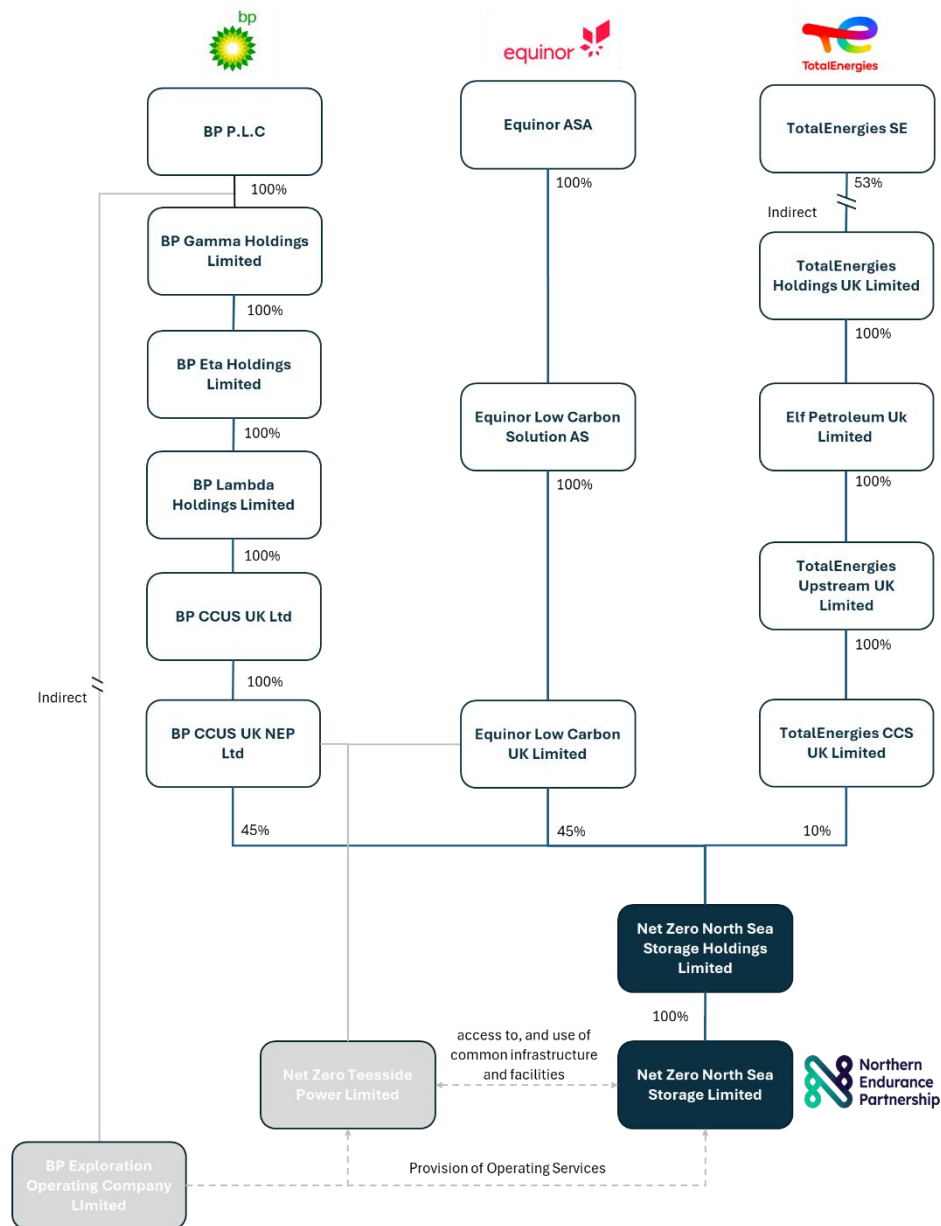 bp
equinor
TotalEnergies
BP P.L.C
Equinor ASA
TotalEnergies SE
100%
100%
53%
Indirect
BP Gamma Holdings
Limited
TotalEnergies
Holdings UK Limited
100%
100%
BP Eta Holdings
Limited
Equinor Low Carbon
Solution AS
Elf Petroleum Uk
Limited
100%
100%
100%
BP Lambda
Holdings Limited
100%
TotalEnergies
Upstream UK
Limited
BP CCUS UK Ltd
100%
100%
Indirect
BP CCUS UK NEP
Ltd
Equinor Low Carbon
UK Limited
TotalEnergies CCS
UK Limited
45%
45%
10%
Net Zero North Sea
Storage Holdings
Limited
100%
access to, and use of
common infrastructure
and facilities
Net Zero Teesside
Power Limited
Net Zero North Sea
Storage Limited
Northern
Endurance
Partnership
Provision of Operating Services
BP Exploration
Operating Company
LImited